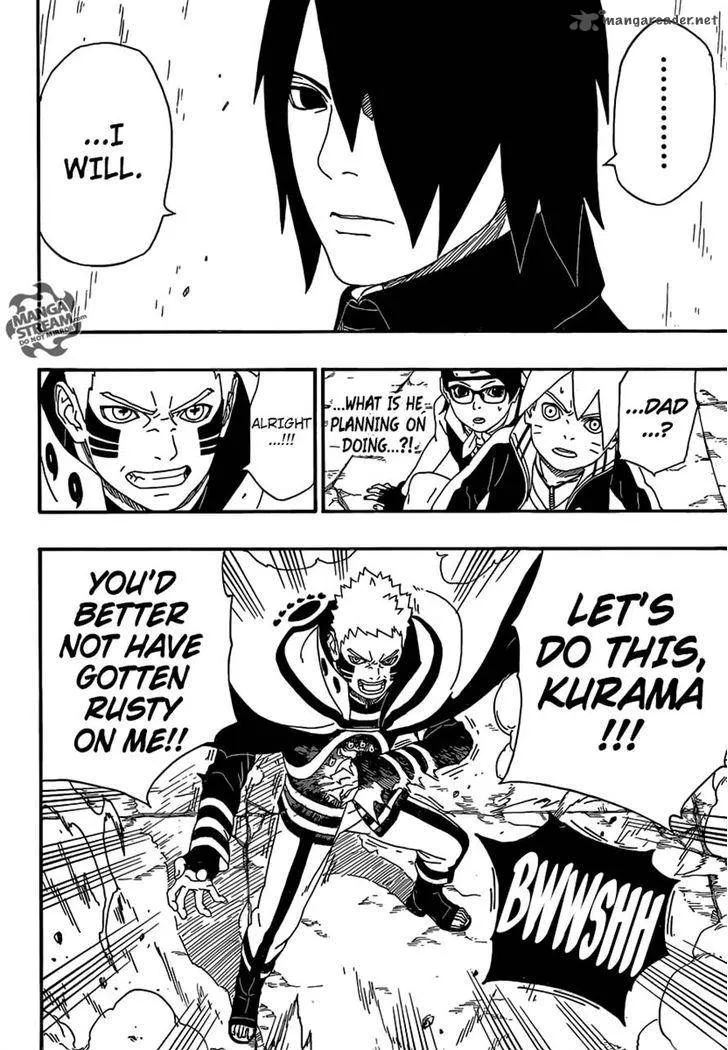 mangareader.net
.........
...I
WILL.
MANGA
STREAM.com
DO NOT MIRROR
...DAD
...?
...WHAT IS HE
PLANNING ON
DOING...?!
ALRIGHT
...!!!
LET'S
DO THIS,
KURAMA
!!!
YOU'D
BETTER
NOT HAVE
GOTTEN
RUSTY
ON ME!!
BWWSHH